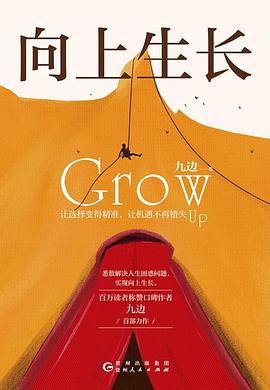 向上生长
九边 著
Grow
Up
让选择变得精准,让机遇不再错失
悉数解决人生困惑问题,
实现向上生长。
百万读者称赞口碑作者
九边
/首部力作/
贵州出版集团
贵州人民出版社